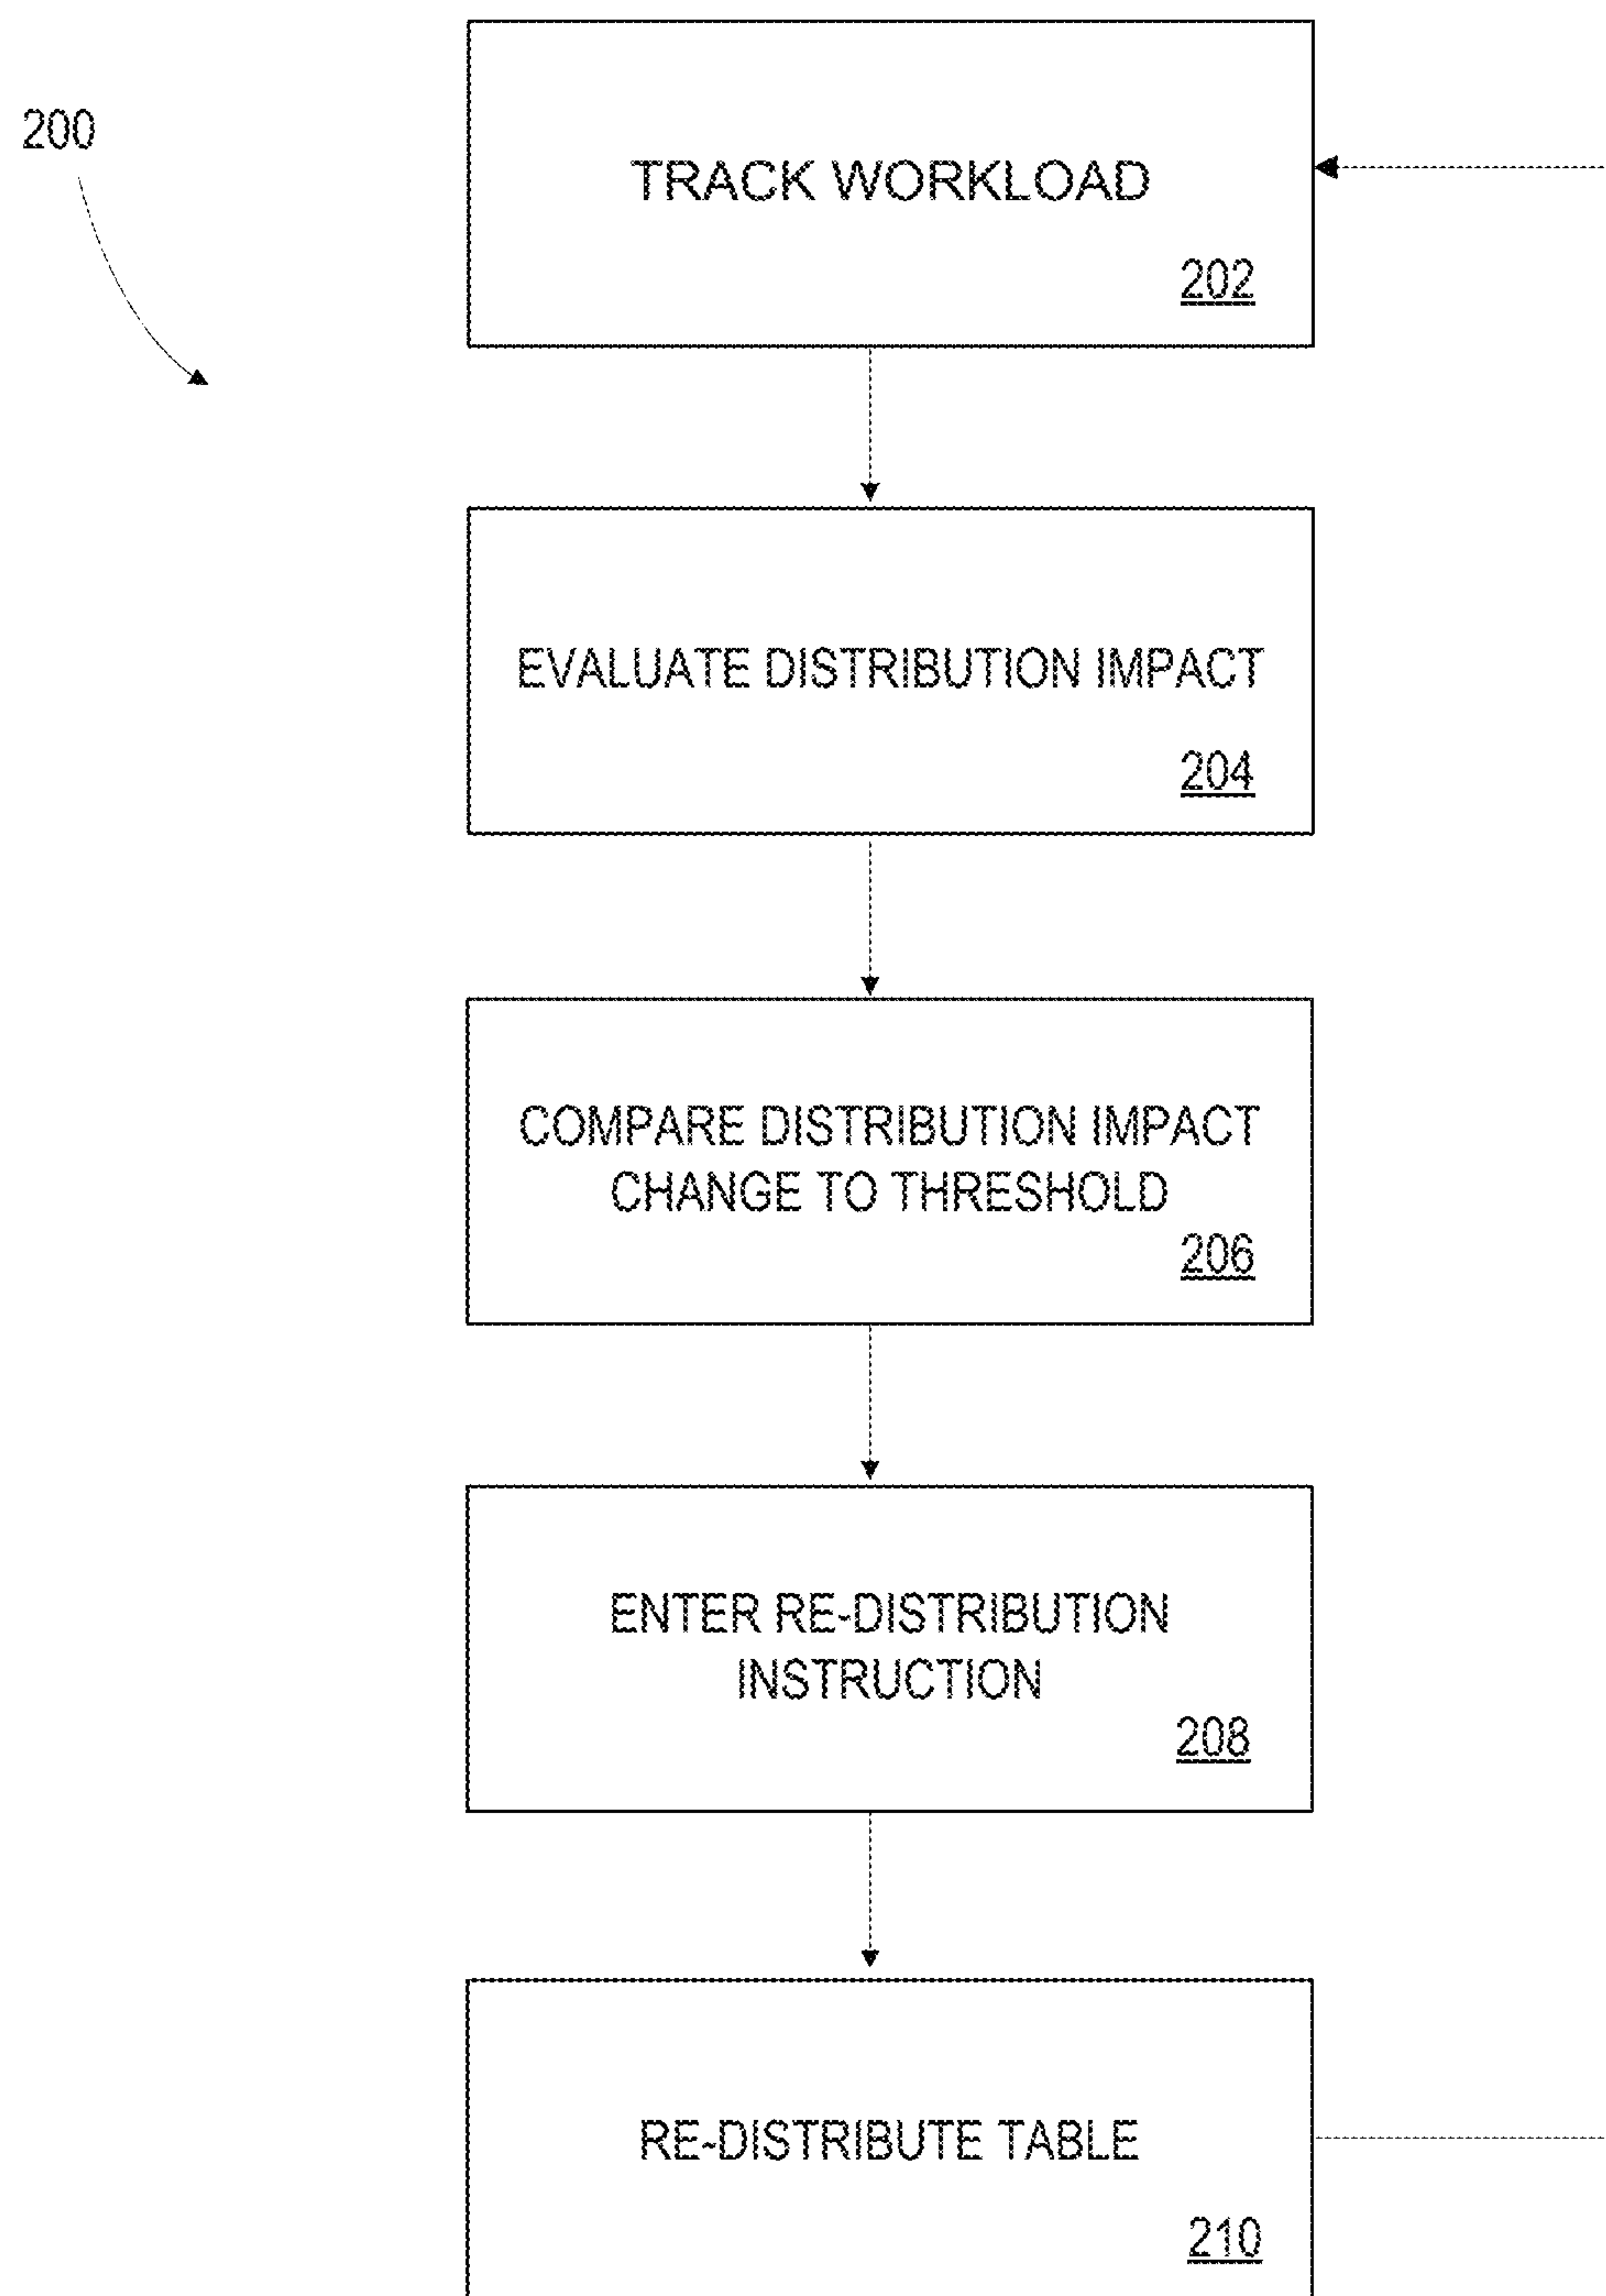 200
TRACK WORKLOAD
202
EVALUATE DISTRIBUTION IMPACT
204
COMPARE DISTRIBUTION IMPACT
CHANGE TO THRESHOLD
206
ENTER RE-DISTRIBUTION
INSTRUCTION
208
RE-DISTRIBUTE TABLE
210